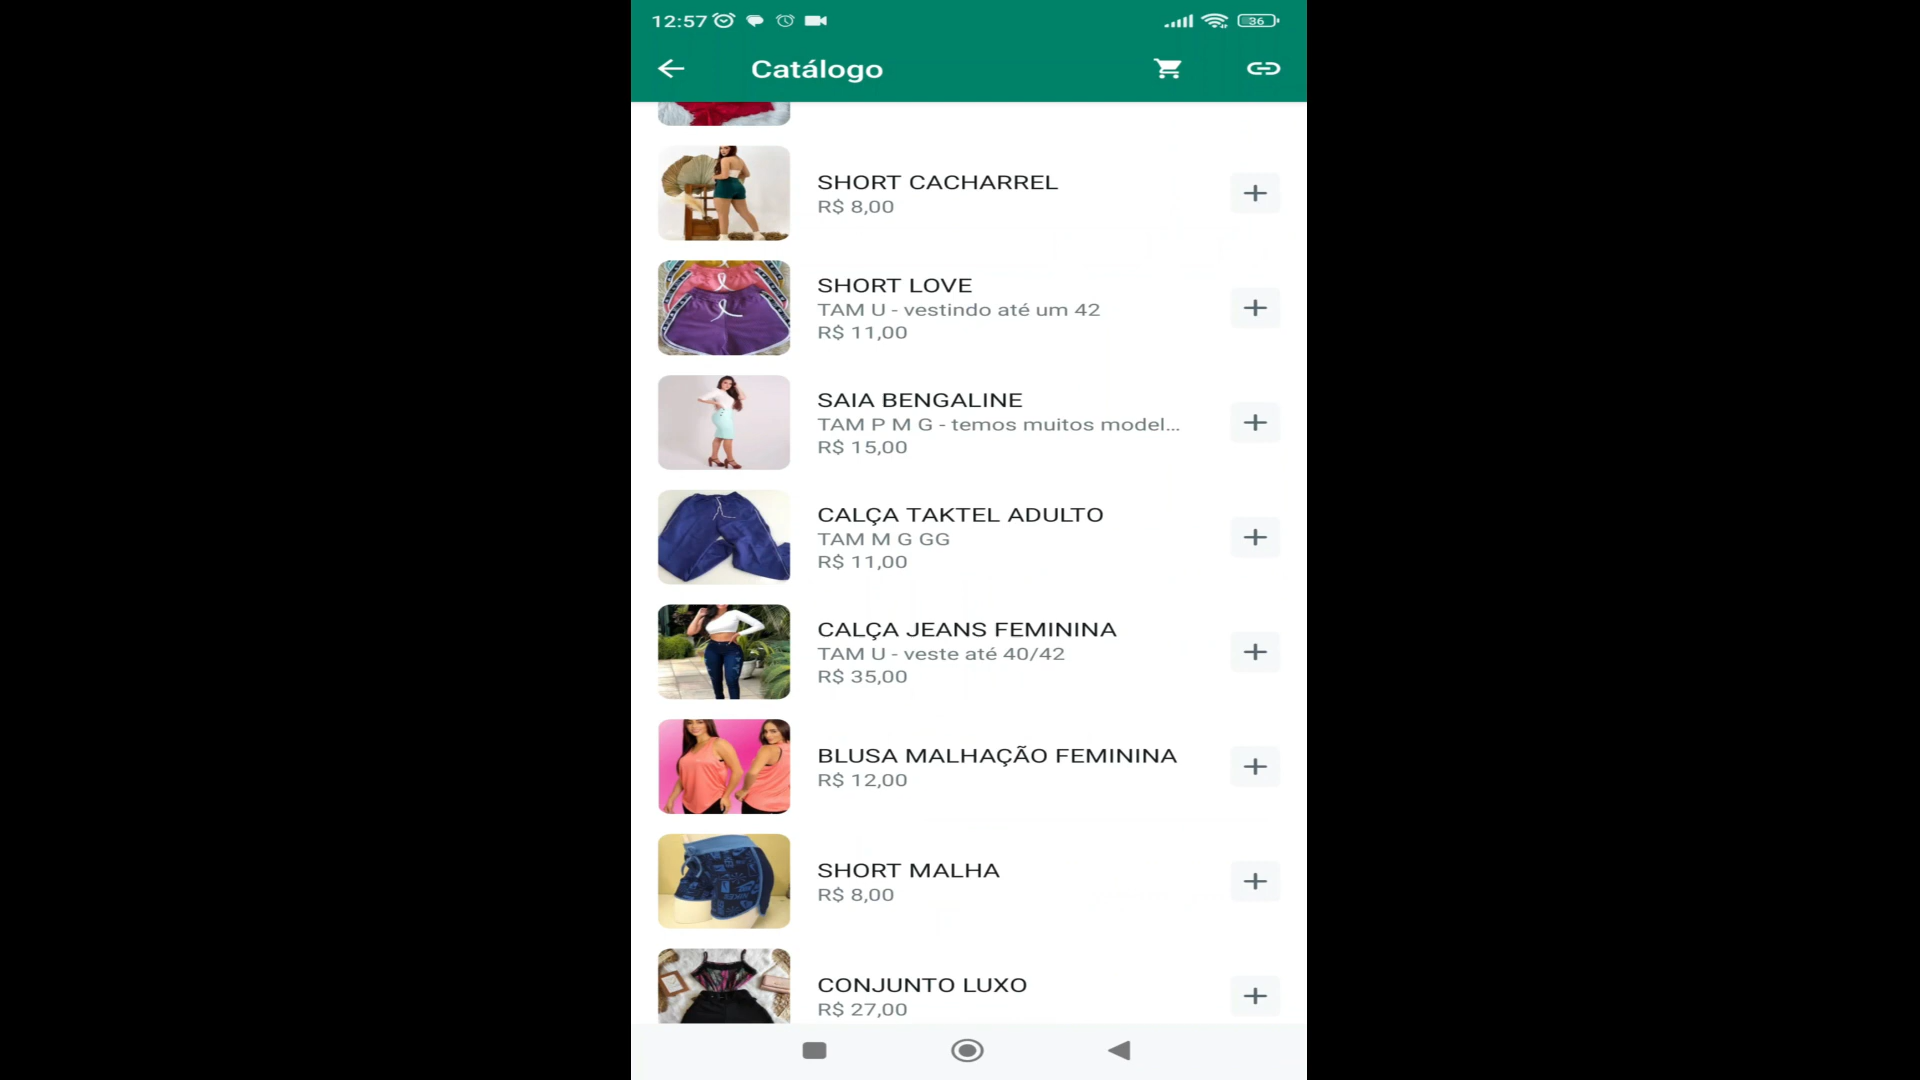 12:57
36
Catálogo
SHORT CACHARREL
R$ 8,00
SHORT LOVE
TAM U - vestindo até um 42
R$ 11,00
SAIA BENGALINE
TAM P M G - temos muitos model...
R$ 15,00
CALÇA TAKTEL ADULTO
TAM M G GG
R$ 11,00
CALÇA JEANS FEMININA
TAM U - veste até 40/42
R$ 35,00
BLUSA MALHAÇÃO FEMININA
R$ 12,00
SHORT MALHA
R$ 8,00
CONJUNTO LUXO
R$ 27,00